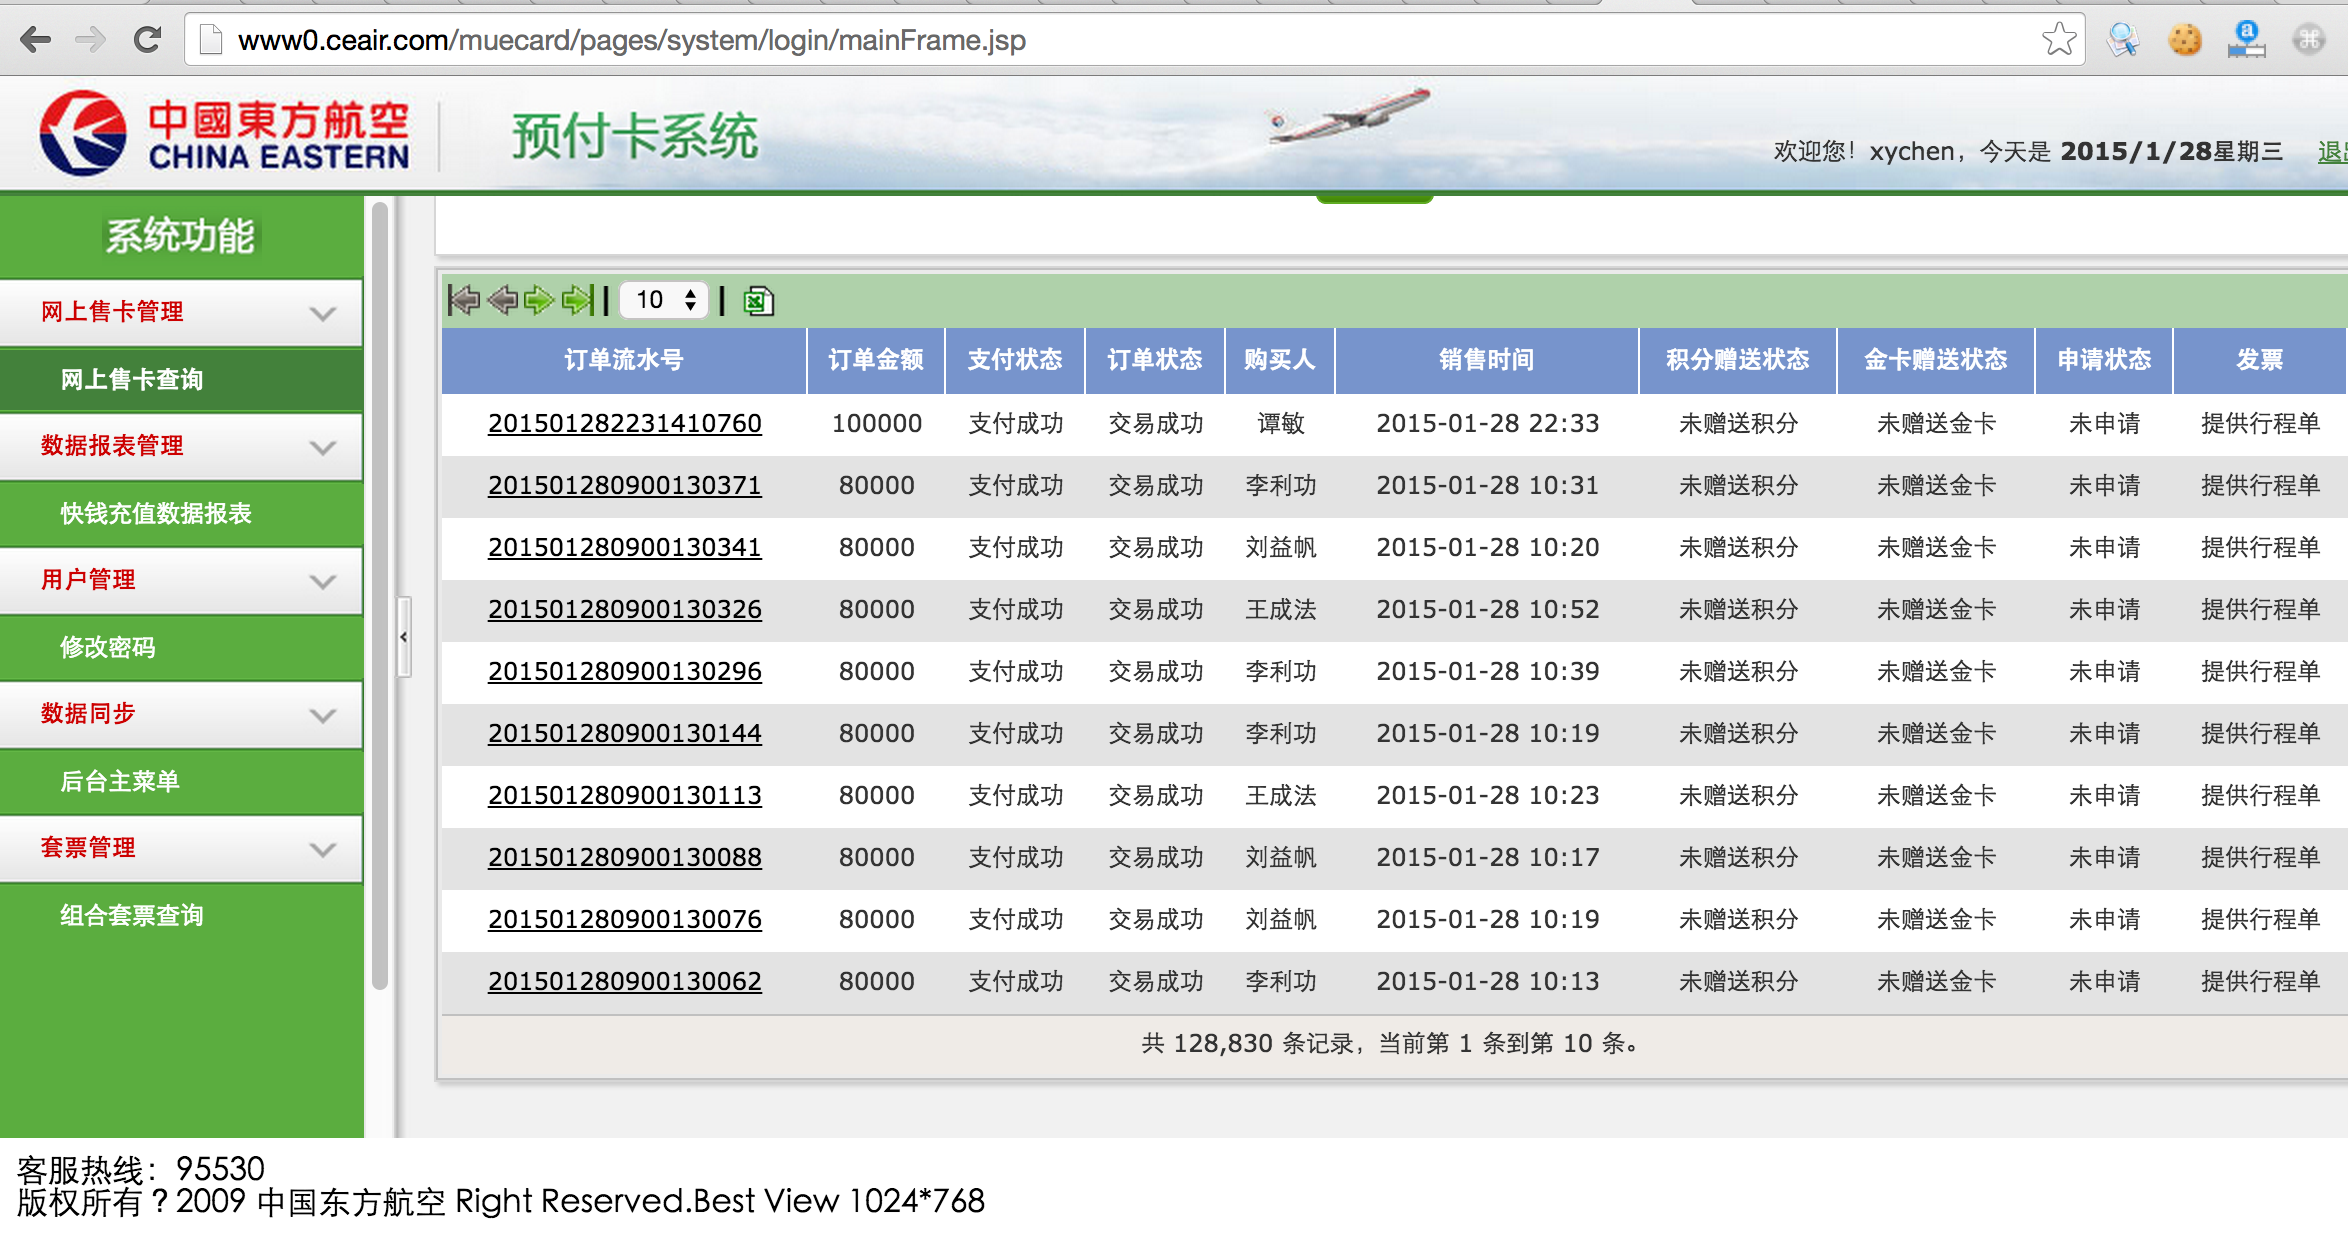 www0.ceair.com/muecard/pages/system/login/mainFrame.jsp
中國東方航空
CHINA EASTERN
预付卡系统
欢迎您！xychen，今天是 2015/1/28星期三
系统功能
网上售卡管理
网上售卡查询
数据报表管理
快钱充值数据报表
用户管理
修改密码
数据同步
后台主菜单
套票管理
组合套票查询
10
订单流水号 订单金额 支付状态 订单状态 购买人 销售时间 积分赠送状态 金卡赠送状态 申请状态 发票
201501282231410760 100000 支付成功 交易成功 谭敏 2015-01-28 22:33 未赠送积分 未赠送金卡 未申请 提供行程单
201501280900130371 80000 支付成功 交易成功 李利功 2015-01-28 10:31 未赠送积分 未赠送金卡 未申请 提供行程单
201501280900130341 80000 支付成功 交易成功 刘益帆 2015-01-28 10:20 未赠送积分 未赠送金卡 未申请 提供行程单
201501280900130326 80000 支付成功 交易成功 王成法 2015-01-28 10:52 未赠送积分 未赠送金卡 未申请 提供行程单
201501280900130296 80000 支付成功 交易成功 李利功 2015-01-28 10:39 未赠送积分 未赠送金卡 未申请 提供行程单
201501280900130144 80000 支付成功 交易成功 李利功 2015-01-28 10:19 未赠送积分 未赠送金卡 未申请 提供行程单
201501280900130113 80000 支付成功 交易成功 王成法 2015-01-28 10:23 未赠送积分 未赠送金卡 未申请 提供行程单
201501280900130088 80000 支付成功 交易成功 刘益帆 2015-01-28 10:17 未赠送积分 未赠送金卡 未申请 提供行程单
201501280900130076 80000 支付成功 交易成功 刘益帆 2015-01-28 10:19 未赠送积分 未赠送金卡 未申请 提供行程单
201501280900130062 80000 支付成功 交易成功 李利功 2015-01-28 10:13 未赠送积分 未赠送金卡 未申请 提供行程单
共 128,830 条记录，当前第 1 条到第 10 条。
客服热线：95530
版权所有？2009 中国东方航空 Right Reserved.Best View 1024*768